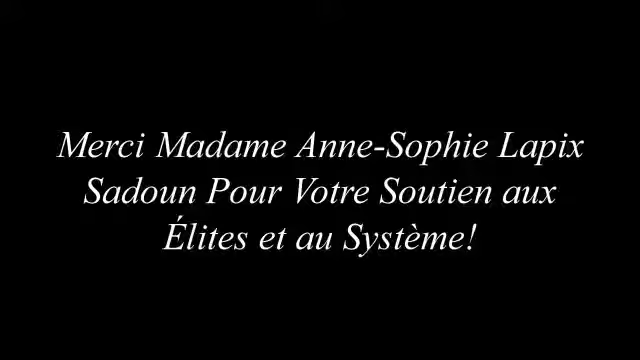 Merci Madame Anne-Sophie Lapix
Sadoun Pour Votre Soutien aux
Élites et au Système!